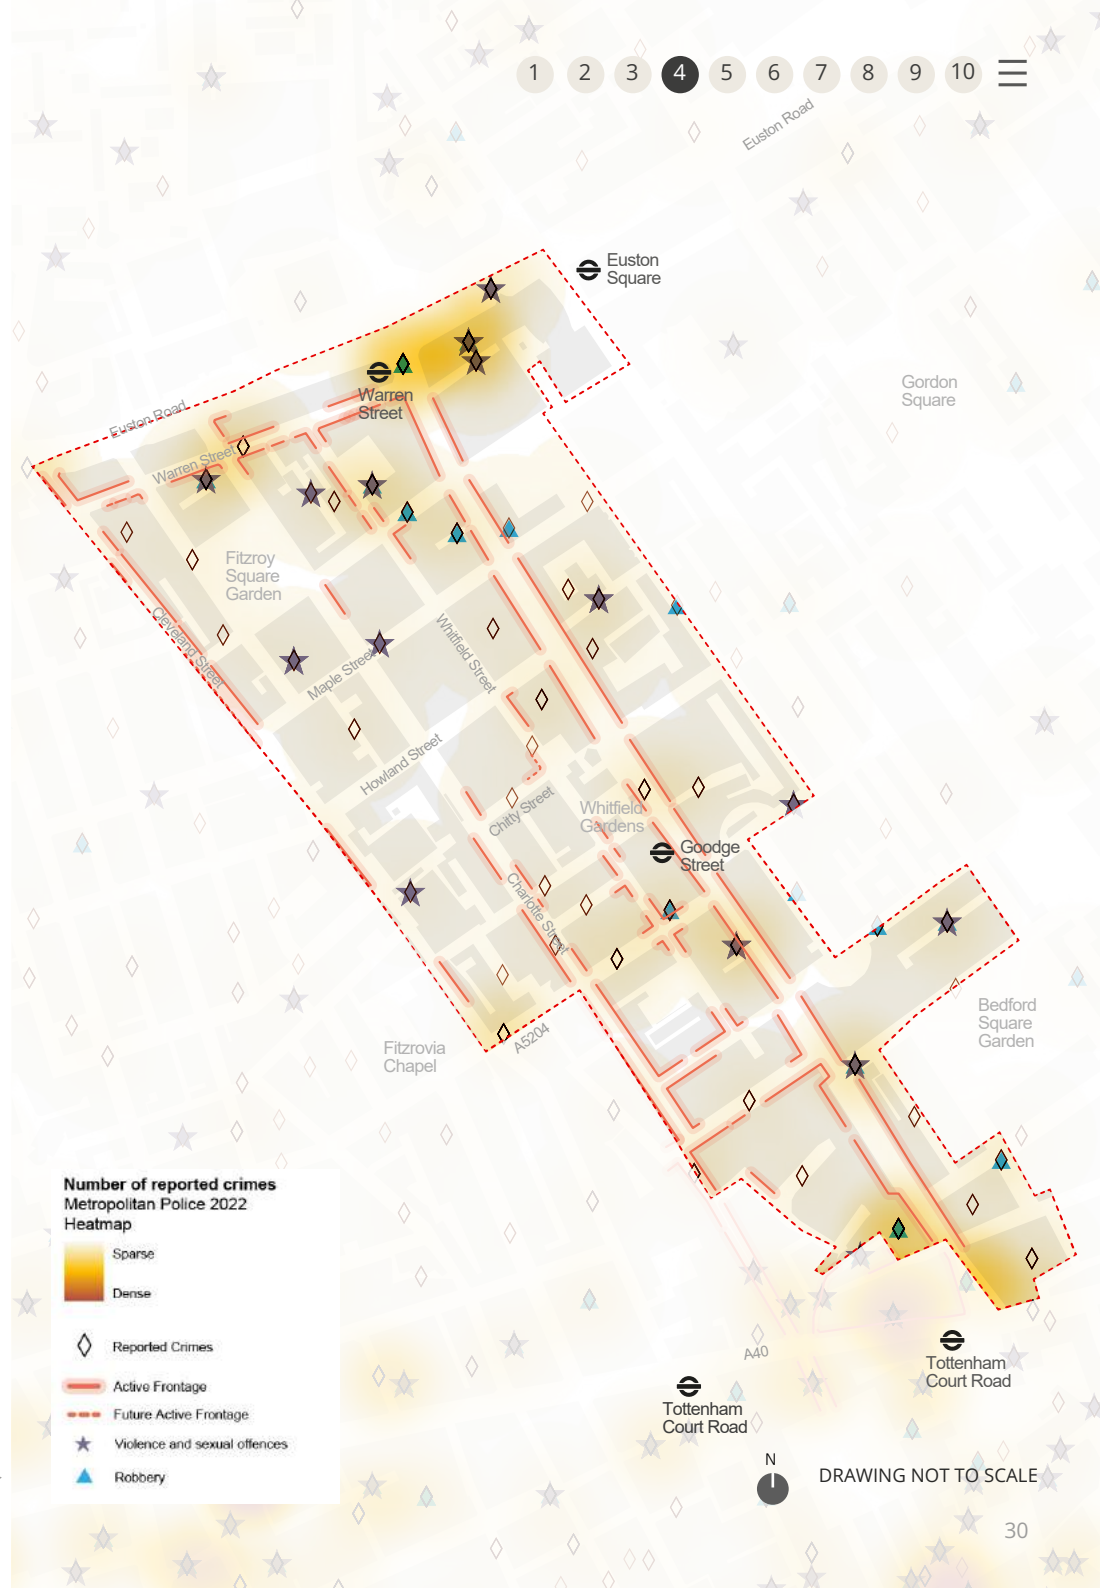 1 2 3 4 5 6 7 8 9 10
Euston Road
Euston
Square
Warren
Street
Gordon
Square
Euston Road
Warren Street
Fitzroy
Square
Garden
Cleveland Street
Whitfield Street
Maple Street
Howland Street
Chitty Street
Whitfield
Gardens
Goodge
Street
Charlotte Street
A5204
Fitzrovia
Chapel
Bedford
Square
Garden
Number of reported crimes
Metropolitan Police 2022
Heatmap
Sparse
Dense
Reported Crimes
Active Frontage
Future Active Frontage
Violence and sexual offences
Robbery
A40
Tottenham
Court Road
Tottenham
Court Road
N
DRAWING NOT TO SCALE
30